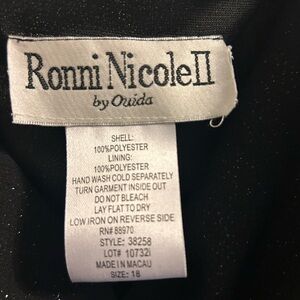 Ronni Nicole II
by Ouida
SHELL:
100%POLYESTER
LINING:
100%POLYESTER
HAND WASH COLD SEPARATELY
TURN GARMENT INSIDE OUT
DO NOT BLEACH
LAY FLAT TO DRY
LOW IRON ON REVERSE SIDE
RN# 88970
STYLE: 38258
LOT# 10732i
MADE IN MACAU
SIZE: 18